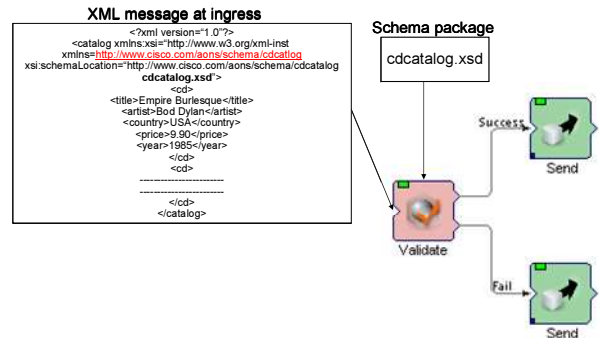 XML message at ingress
<?xml version="1.0"?>
<catalog xmlns:xsi="http://www.w3.org/xml-inst
xmlns=http://www.cisco.com/aons/schema/cdcatlog
xsi:schemaLocation="http://www.cisco.com/aons/schema/cdcatalog
cdcatalog.xsd">
<cd>
<title>Empire Burlesque</title>
<artist>Bod Dylan</artist>
<country>USA</country>
<price>9.90</price>
<year>1985</year>
</cd>
<cd>
------------------------
------------------------
</cd>
</catalog>
Schema package
cdcatalog.xsd
Validate
Success
Send
Fail
Send